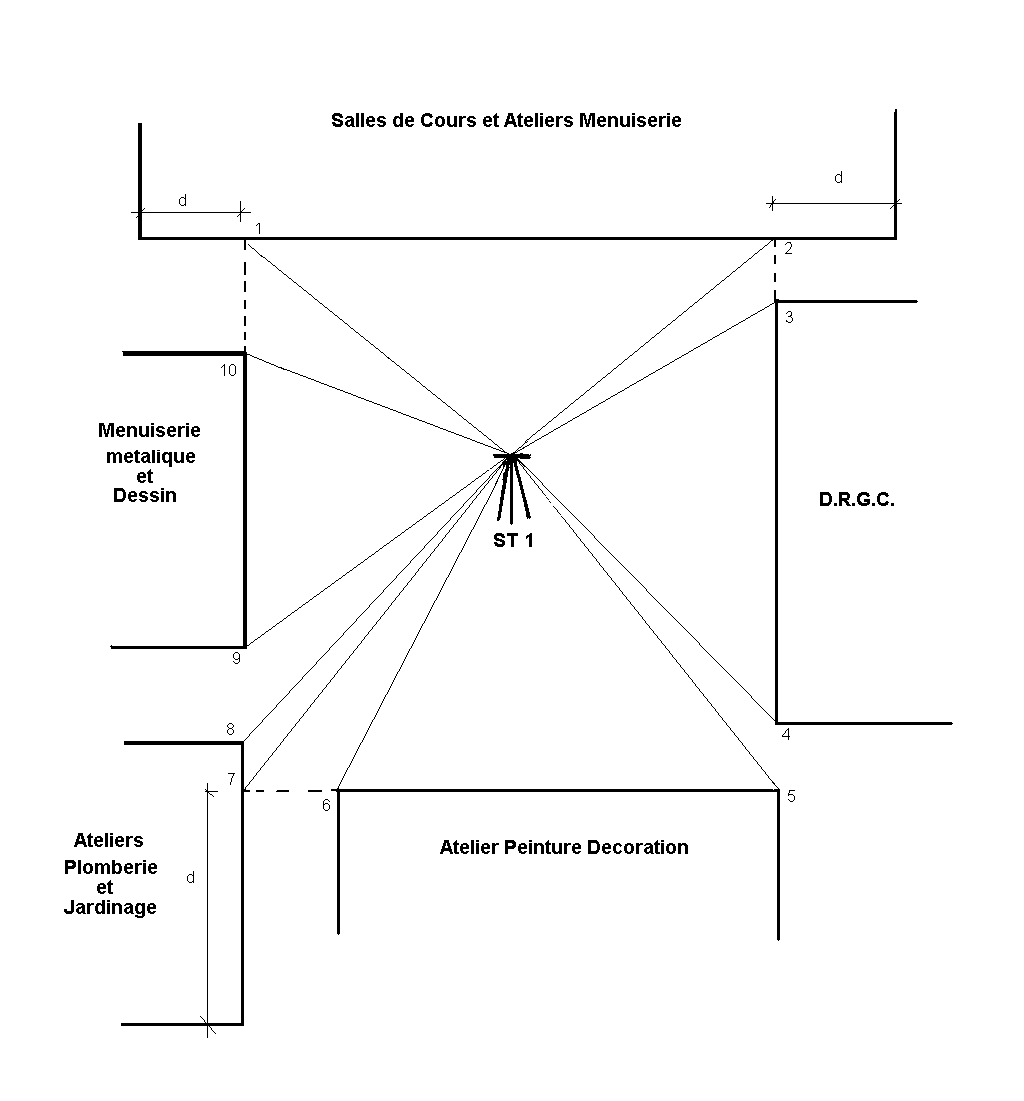 Salles de Cours et Ateliers Menuiserie
d
d
1
2
3
10
Menuiserie
metalique
et
Dessin
D.R.G.C.
ST 1
9
8
4
7
6
5
Ateliers
Plomberie
et
Jardinage
d
Atelier Peinture Decoration